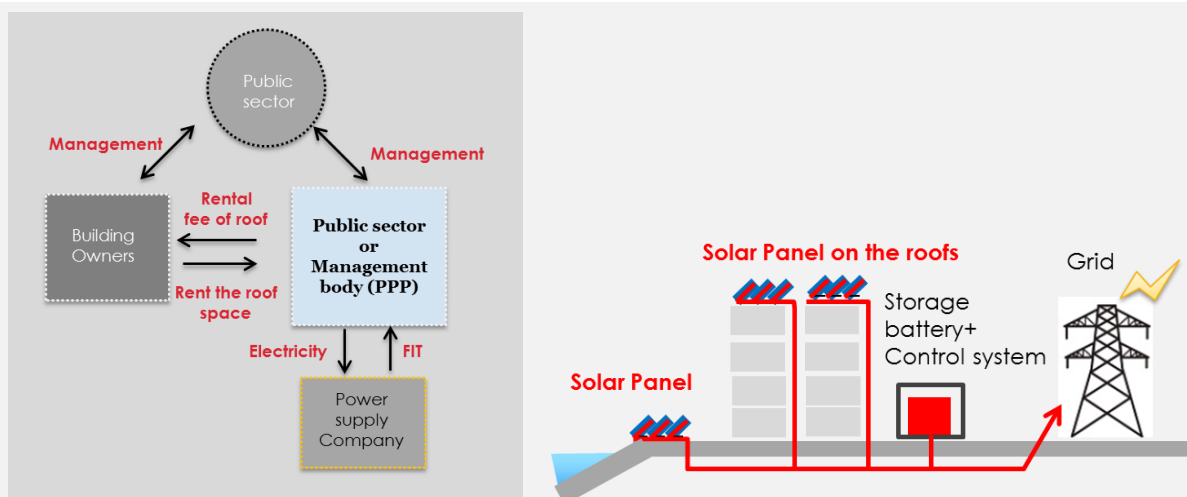 Public
sector
Management
Management
Rental
fee of roof
Building
Owners
Public sector
or
Management
body (PPP)
Rent the roof
space
Electricity
FIT
Power
supply
Company
Solar Panel on the roofs
Grid
Storage
battery+
Control system
Solar Panel